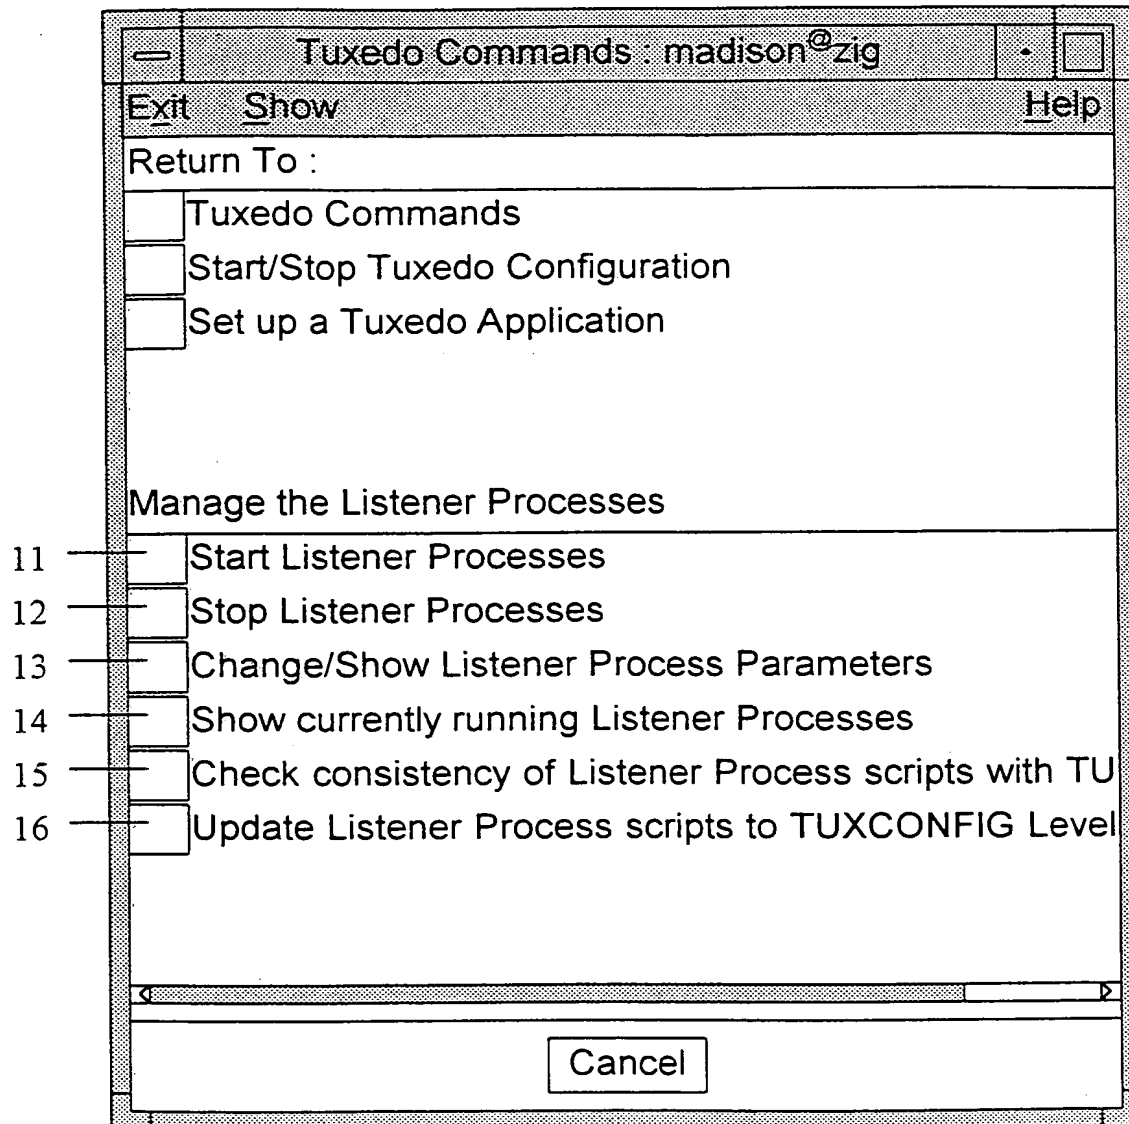 Tuxedo Commands : madison@zig
Exit Show Help
Return To :
Tuxedo Commands
Start/Stop Tuxedo Configuration
Set up a Tuxedo Application
Manage the Listener Processes
11 Start Listener Processes
12 Stop Listener Processes
13 Change/Show Listener Process Parameters
14 Show currently running Listener Processes
15 Check consistency of Listener Process scripts with TU
16 Update Listener Process scripts to TUXCONFIG Level
Cancel